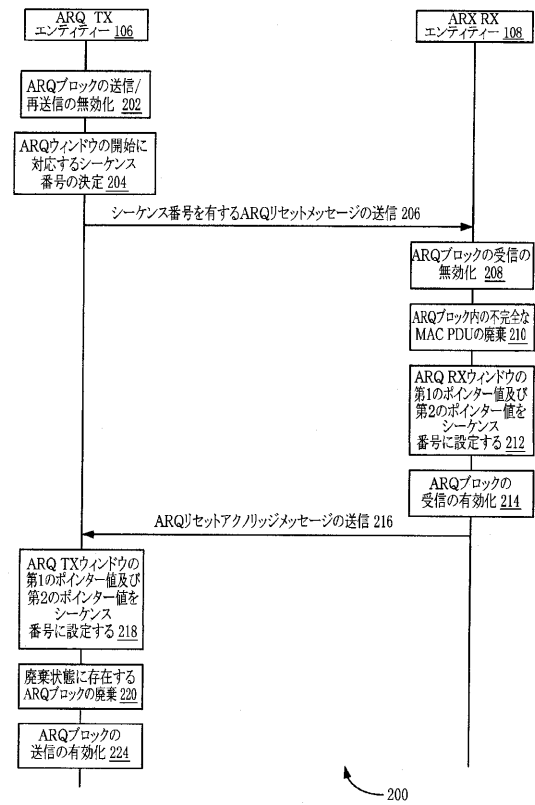 ARQ TX
エンティティー 106
ARX RX
エンティティー 108
ARQブロックの送信/
再送信の無効化 202
ARQウィンドウの開始に
対応するシーケンス
番号の決定 204
シーケンス番号を有するARQリセットメッセージの送信 206
ARQブロックの受信の
無効化 208
ARQブロック内の不完全な
MAC PDUの廃棄 210
ARQ RXウィンドウの
第1のポインター値及び
第2のポインター値を
シーケンス
番号に設定する 212
ARQブロックの
受信の有効化 214
ARQリセットアクノリッジメッセージの送信 216
ARQ TXウィンドウの
第1のポインター値及び
第2のポインター値を
シーケンス
番号に設定する 218
廃棄状態に存在する
ARQブロックの廃棄 220
ARQブロックの
送信の有効化 224
200